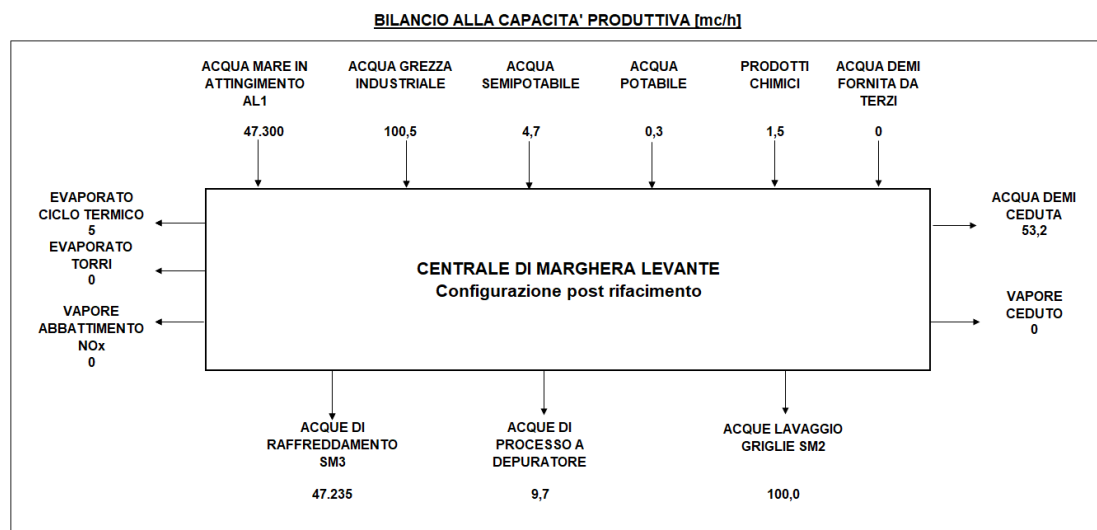 BILANCIO ALLA CAPACITA' PRODUTTIVA [mc/h]
ACQUA MARE IN
ATTINGIMENTO
AL1
47.300
ACQUA GREZZA
INDUSTRIALE
100,5
ACQUA
SEMIPOTABILE
4,7
ACQUA
POTABILE
0,3
PRODOTTI
CHIMICI
1,5
ACQUA DEMI
FORNITA DA
TERZI
0
EVAPORATO
CICLO TERMICO
5
EVAPORATO
TORRI
0
VAPORE
ABBATTIMENTO
NOx
0
CENTRALE DI MARGHERA LEVANTE
Configurazione post rifacimento
ACQUA DEMI
CEDUTA
53,2
VAPORE
CEDUTO
0
ACQUE DI
RAFFREDDAMENTO
SM3
47.235
ACQUE DI
PROCESSO A
DEPURATORE
9,7
ACQUE LAVAGGIO
GRIGLIE SM2
100,0